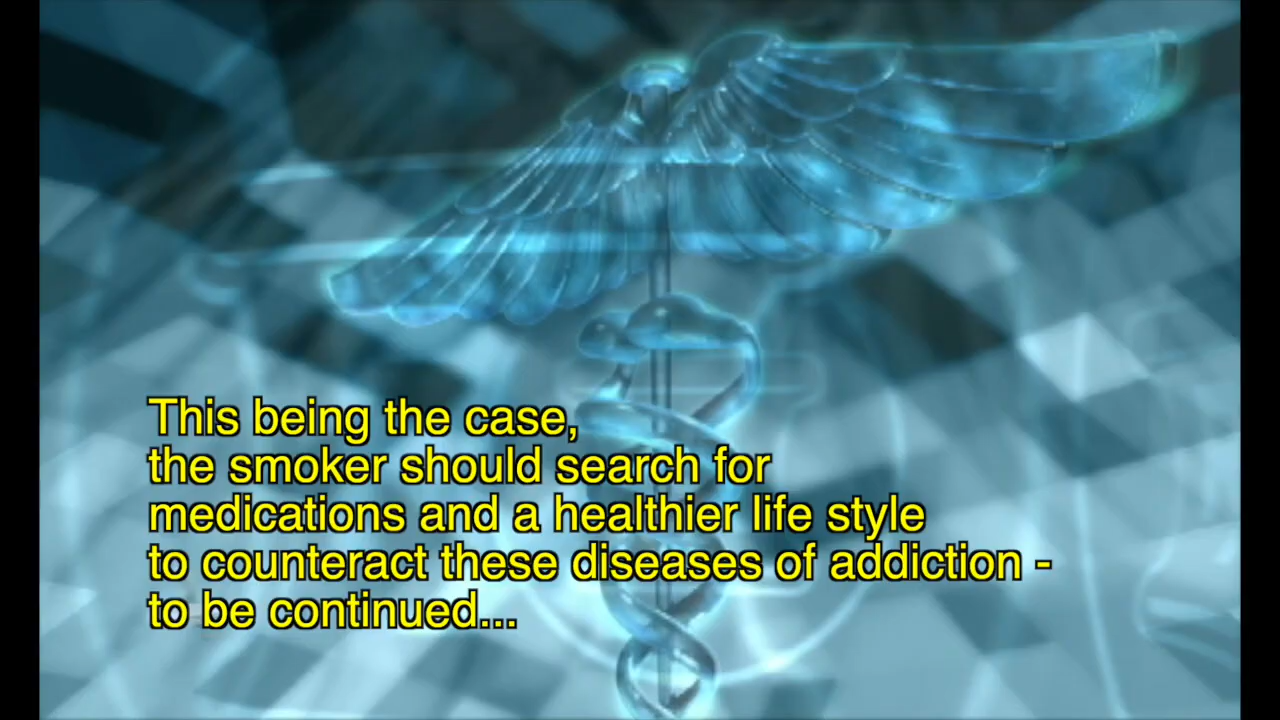 This being the case,
the smoker should search for
medications and a healthier life style
to counteract these diseases of addiction -
to be continued...